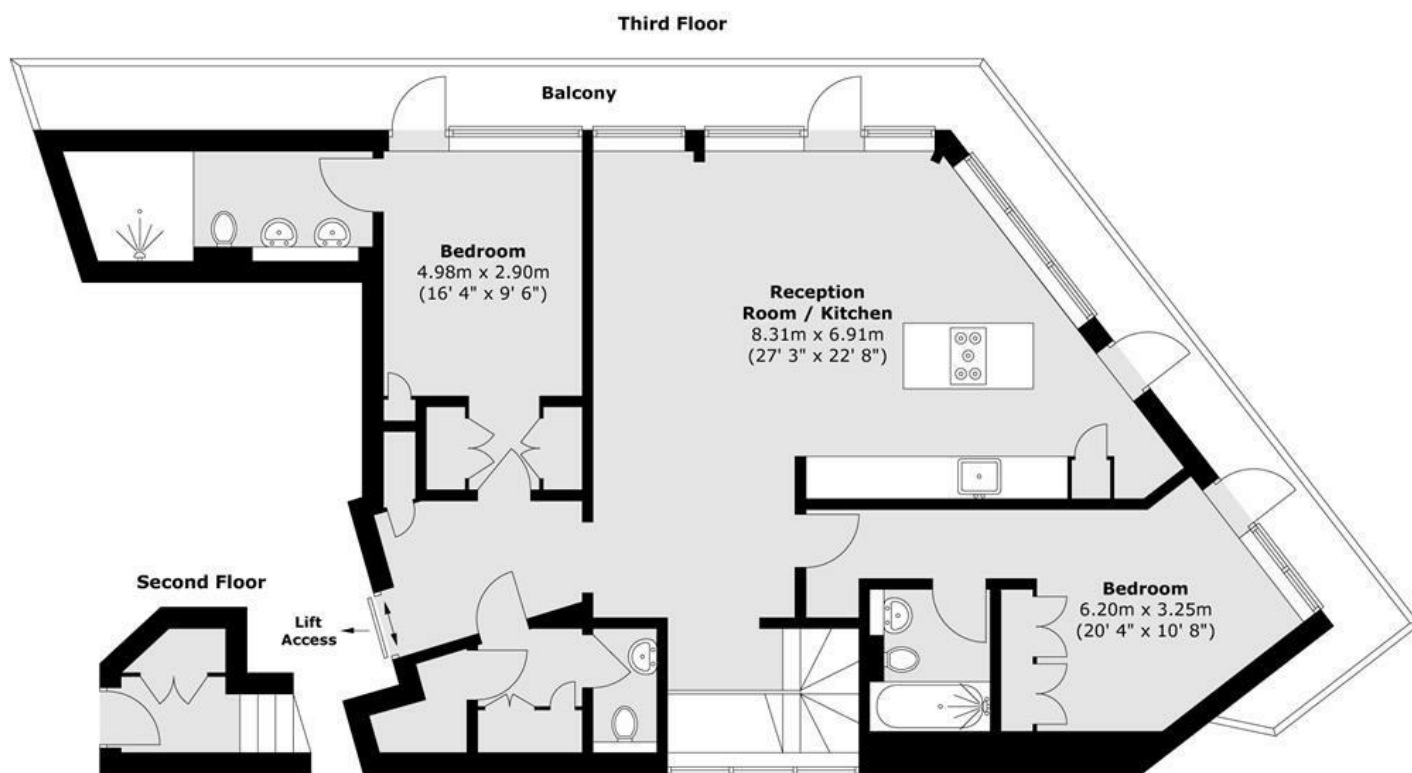 Third Floor
Balcony
Bedroom
4.98m x 2.90m
(16' 4" x 9' 6")
Reception
Room / Kitchen
8.31m x 6.91m
(27' 3" x 22' 8")
Second Floor
Lift
Access
Bedroom
6.20m x 3.25m
(20' 4" x 10' 8")